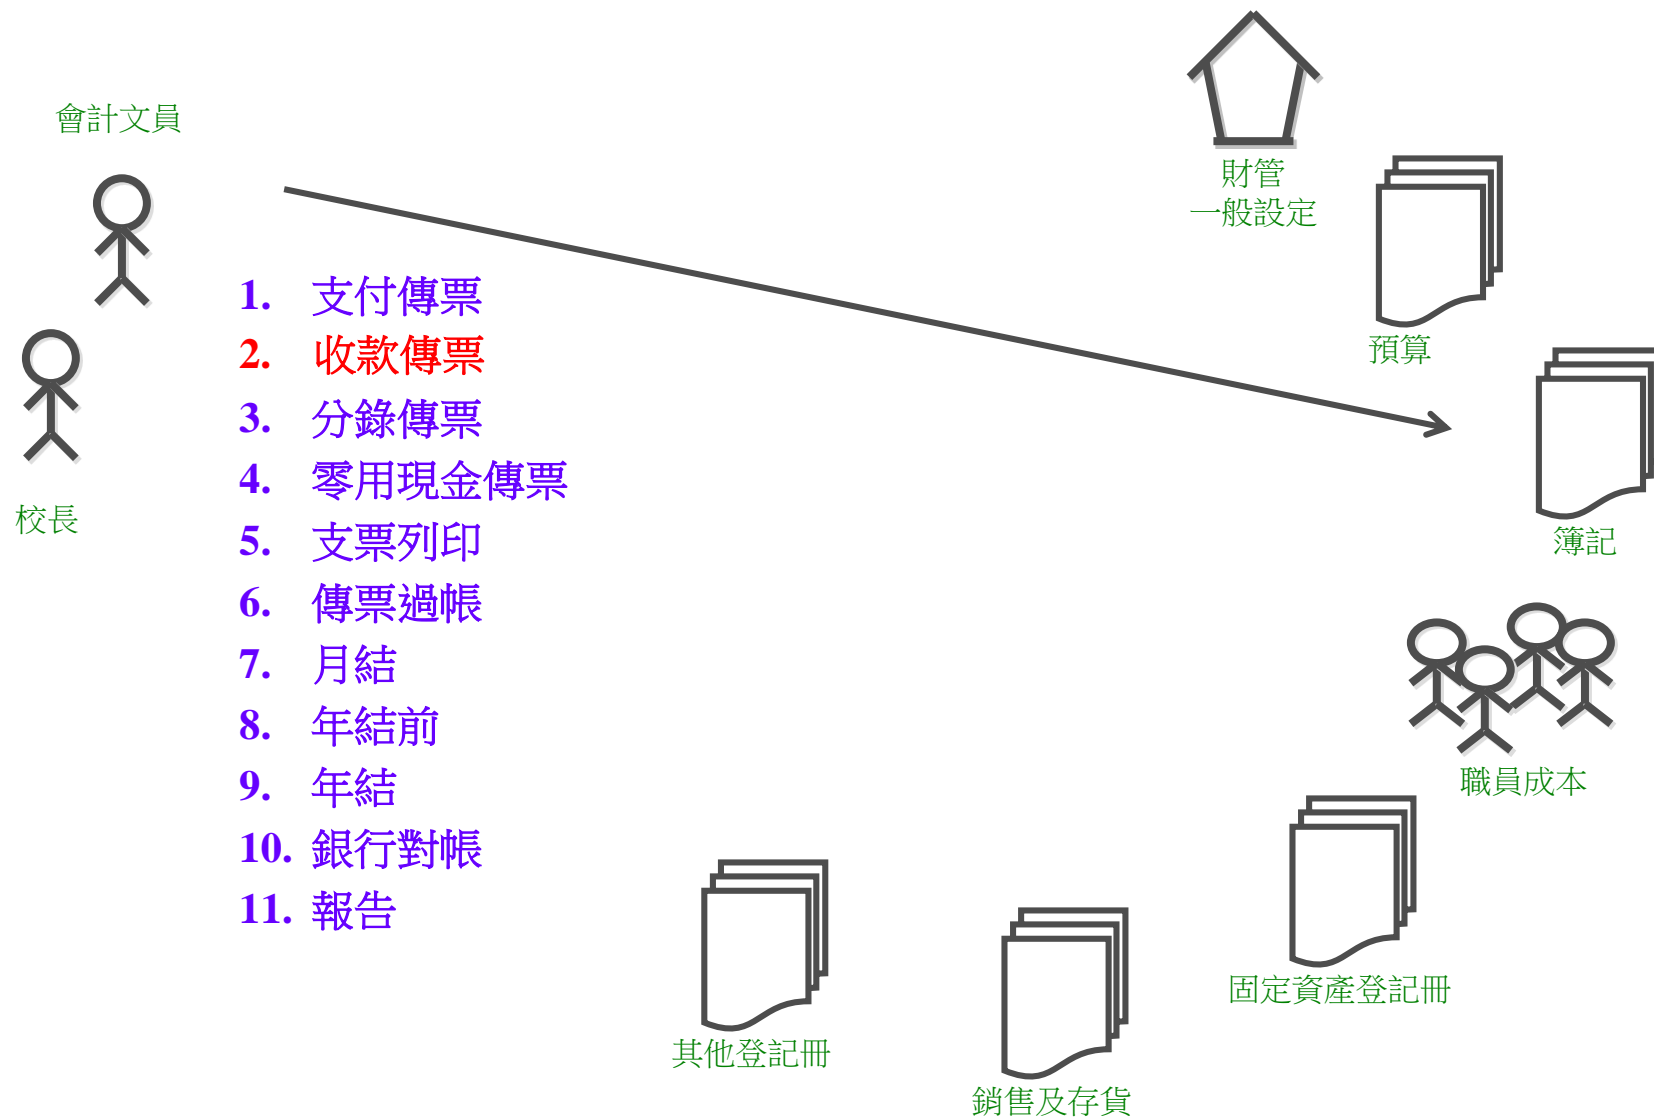 會計文員
校長
1. 支付傳票
2. 收款傳票
3. 分錄傳票
4. 零用現金傳票
5. 支票列印
6. 傳票過帳
7. 月結
8. 年結前
9. 年結
10. 銀行對帳
11. 報告
財管
一般設定
預算
簿記
職員成本
固定資產登記冊
銷售及存貨
其他登記冊